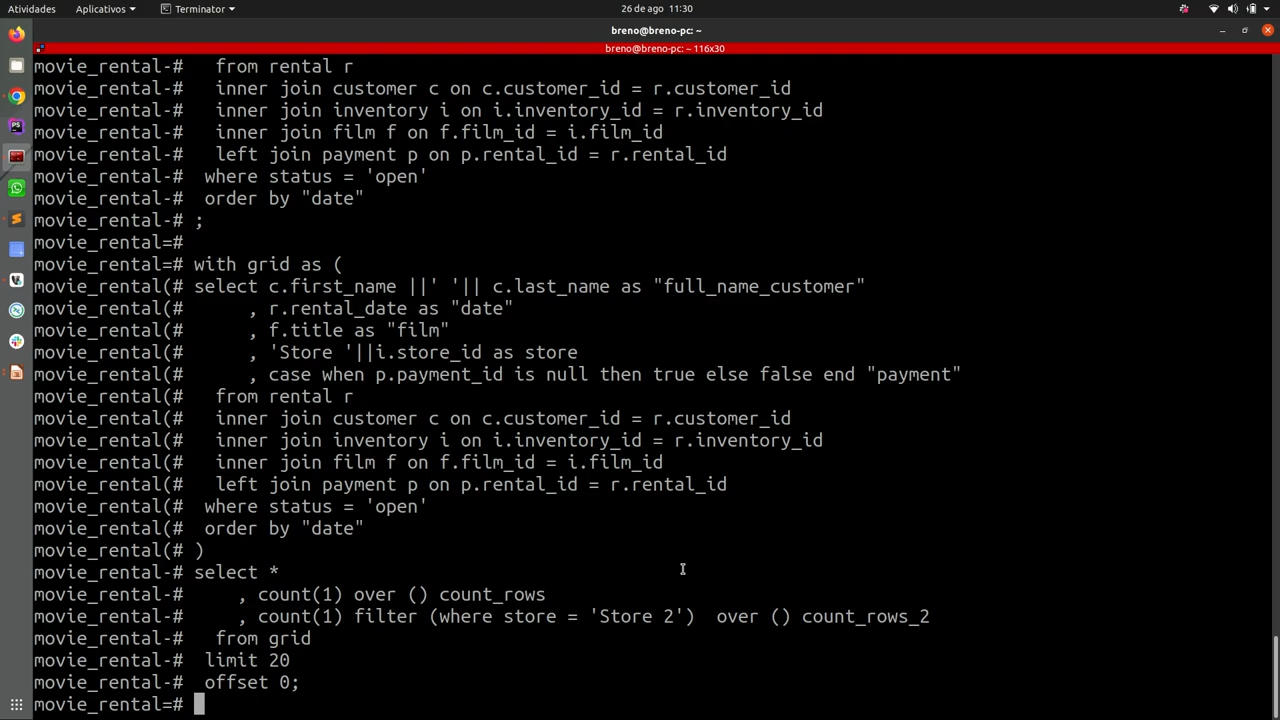 Atividades Aplicativos Terminator 26 de ago 11:30
breno@breno-pc: ~
breno@breno-pc: ~ 116x30
movie_rental-#   from rental r
movie_rental-#   inner join customer c on c.customer_id = r.customer_id
movie_rental-#   inner join inventory i on i.inventory_id = r.inventory_id
movie_rental-#   inner join film f on f.film_id = i.film_id
movie_rental-#   left join payment p on p.rental_id = r.rental_id
movie_rental-#  where status = 'open'
movie_rental-#  order by "date"
movie_rental-# ;
movie_rental=#
movie_rental=# with grid as (
movie_rental(# select c.first_name ||' '|| c.last_name as "full_name_customer"
movie_rental(#      , r.rental_date as "date"
movie_rental(#      , f.title as "film"
movie_rental(#      , 'Store '||i.store_id as store
movie_rental(#      , case when p.payment_id is null then true else false end "payment"
movie_rental(#   from rental r
movie_rental(#   inner join customer c on c.customer_id = r.customer_id
movie_rental(#   inner join inventory i on i.inventory_id = r.inventory_id
movie_rental(#   inner join film f on f.film_id = i.film_id
movie_rental(#   left join payment p on p.rental_id = r.rental_id
movie_rental(#  where status = 'open'
movie_rental(#  order by "date"
movie_rental(# )
movie_rental-# select *
movie_rental-#     , count(1) over () count_rows
movie_rental-#     , count(1) filter (where store = 'Store 2')  over () count_rows_2
movie_rental-#   from grid
movie_rental-#  limit 20
movie_rental-#  offset 0;
movie_rental=#